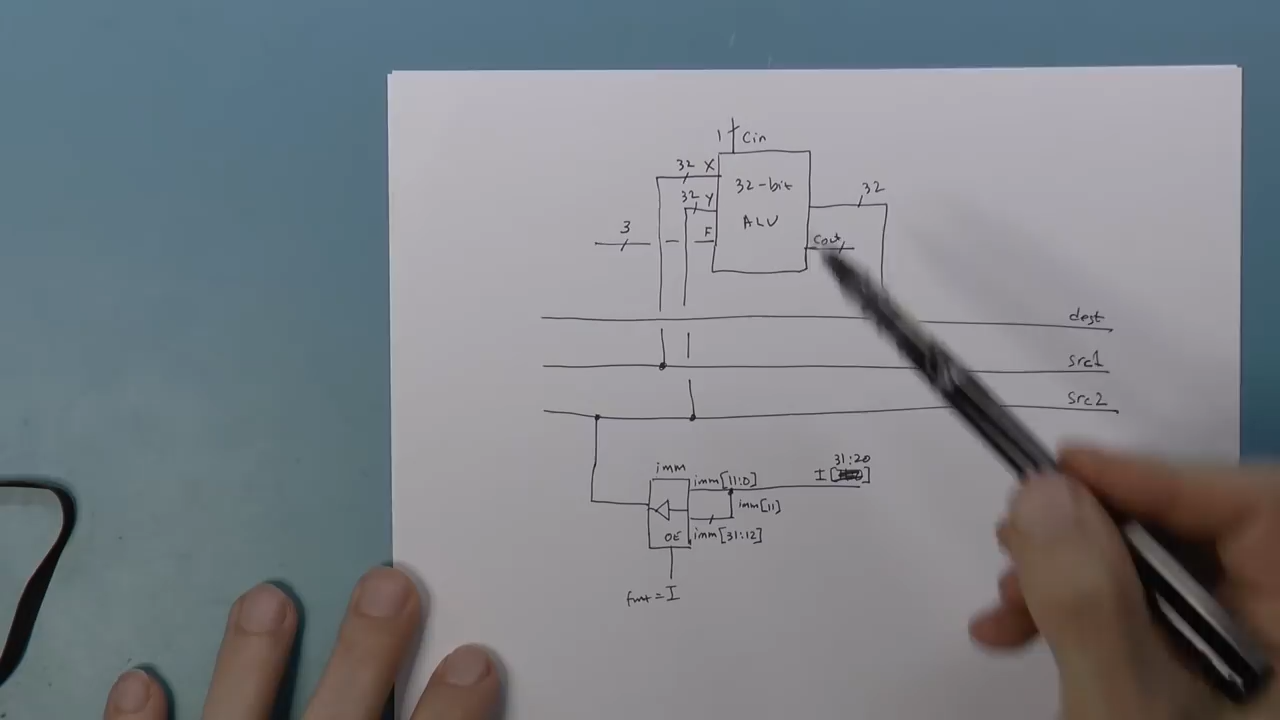 1 Cin
32 X
32-bit
32
32 Y
ALU
3
F
Cout
dest
src1
src2
31:20
imm
imm[11:0]
I[ ]
imm[11]
OE
imm[31:12]
fmt = I